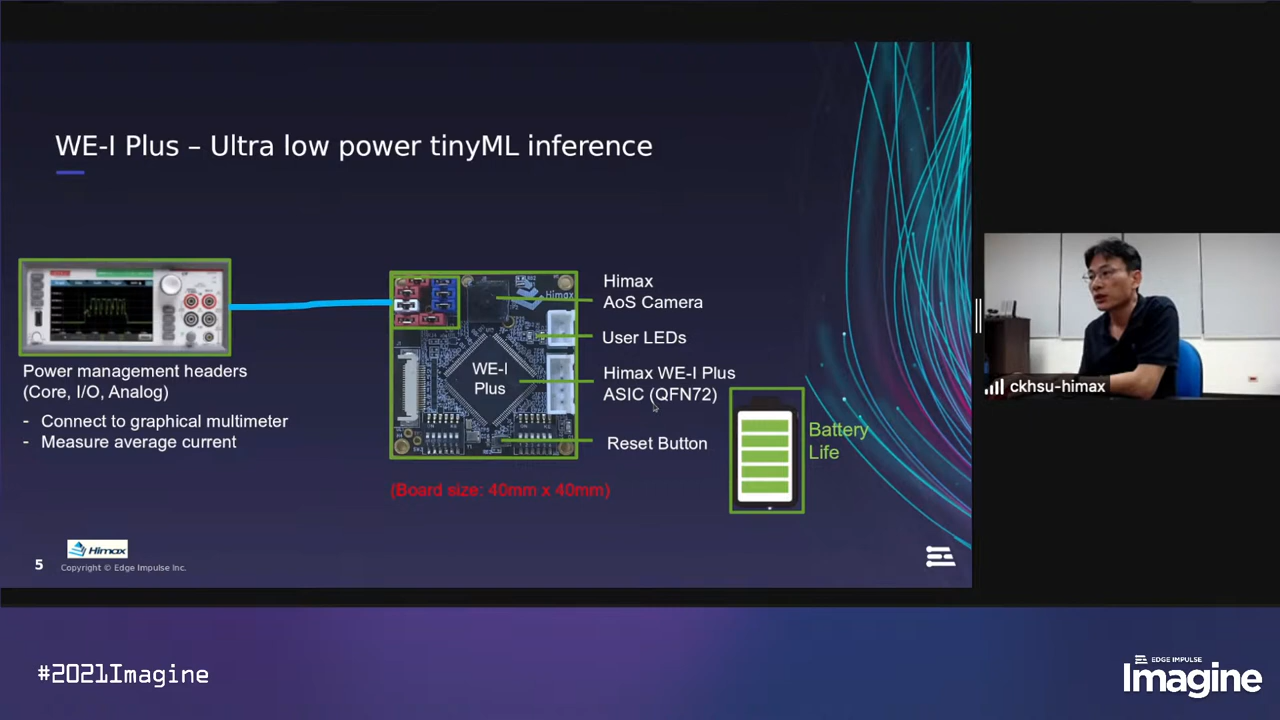 WE-I Plus – Ultra low power tinyML inference
Himax
AoS Camera
User LEDs
Himax WE-I Plus
ASIC (QFN72)
Reset Button
Himax
WE-I
Plus
Power management headers
(Core, I/O, Analog)
- Connect to graphical multimeter
- Measure average current
(Board size: 40mm x 40mm)
Battery
Life
Himax
5
Copyright © Edge Impulse Inc.
ckhsu-himax
#2021Imagine
EDGE IMPULSE
Imagine